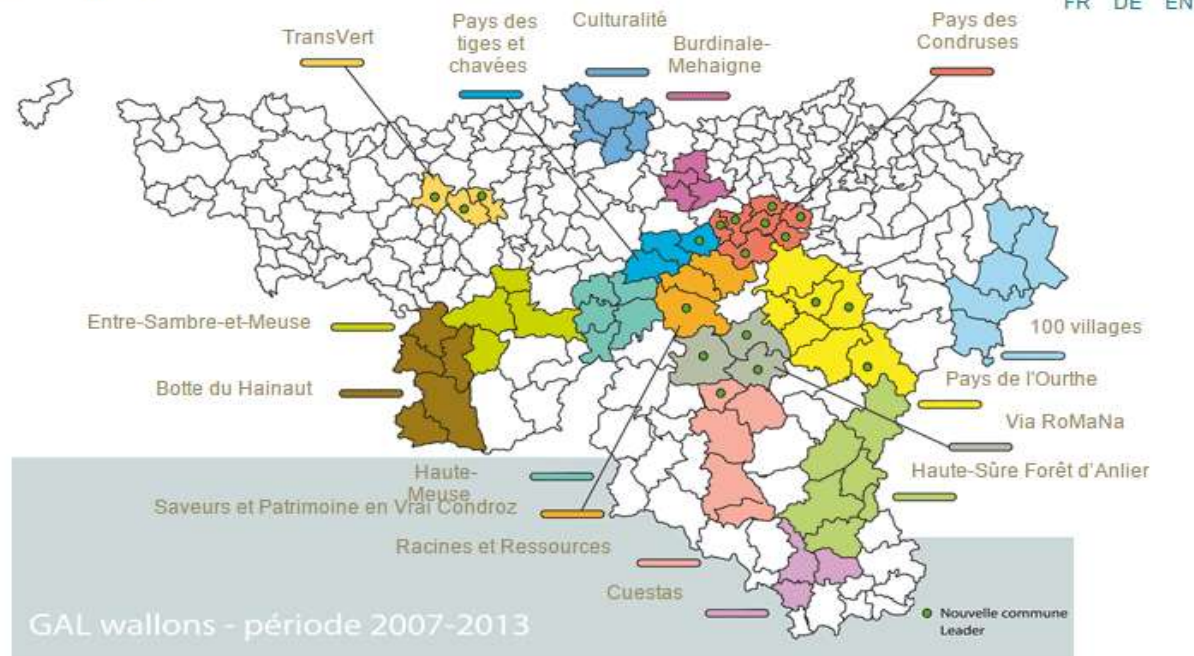 FR DE EN
TransVert
Pays des
tiges et
chavées
Culturalité
Burdinale-
Mehaigne
Pays des
Condruses
Entre-Sambre-et-Meuse
Botte du Hainaut
100 villages
Pays de l'Ourthe
Via RoMaNa
Haute-
Meuse
Haute-Sûre Forêt d'Anlier
Saveurs et Patrimoine en Vrai Condroz
Racines et Ressources
Cuestas
GAL wallons - période 2007-2013
Nouvelle commune
Leader